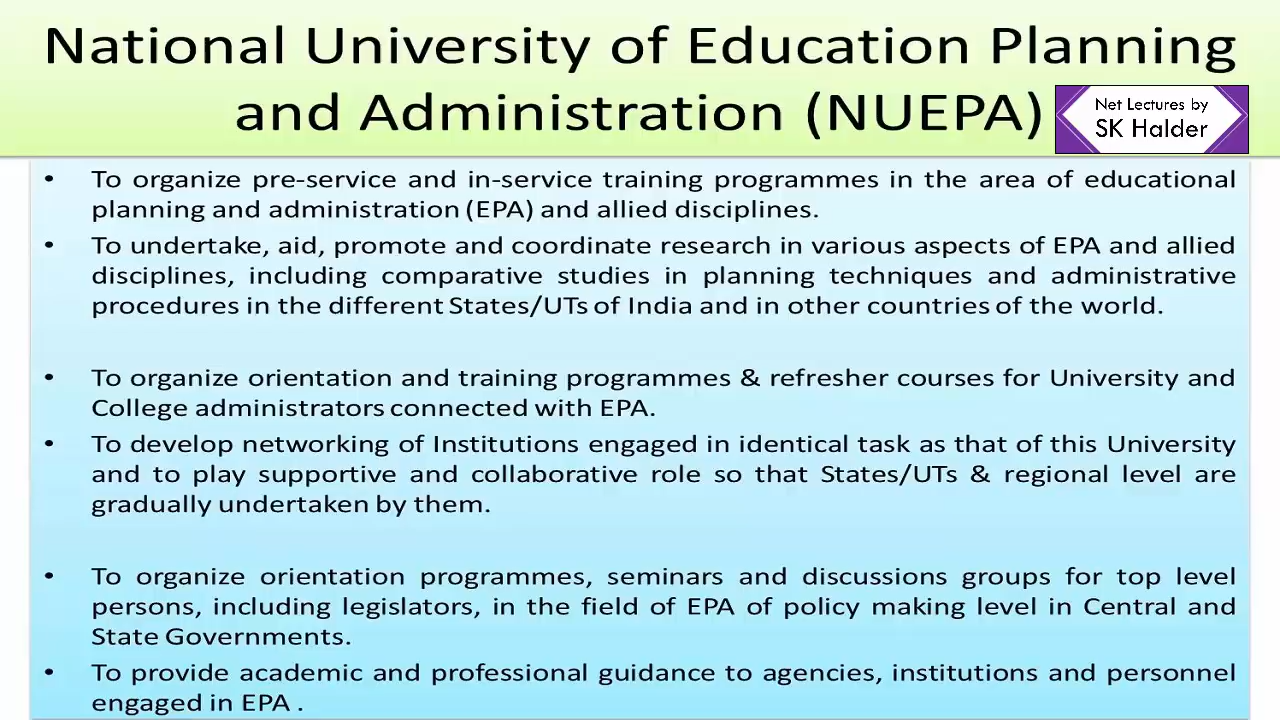 National University of Education Planning
and Administration (NUEPA)
Net Lectures by
SK Halder
• To organize pre-service and in-service training programmes in the area of educational
planning and administration (EPA) and allied disciplines.
• To undertake, aid, promote and coordinate research in various aspects of EPA and allied
disciplines, including comparative studies in planning techniques and administrative
procedures in the different States/UTs of India and in other countries of the world.
• To organize orientation and training programmes & refresher courses for University and
College administrators connected with EPA.
• To develop networking of Institutions engaged in identical task as that of this University
and to play supportive and collaborative role so that States/UTs & regional level are
gradually undertaken by them.
• To organize orientation programmes, seminars and discussions groups for top level
persons, including legislators, in the field of EPA of policy making level in Central and
State Governments.
• To provide academic and professional guidance to agencies, institutions and personnel
engaged in EPA .